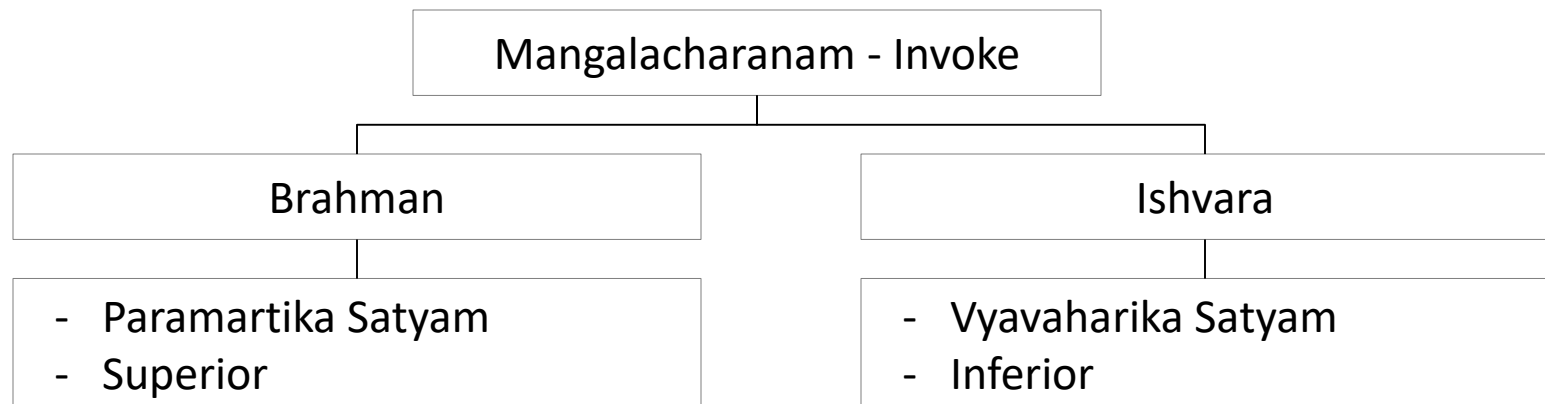 Mangalacharanam - Invoke
Brahman
Ishvara
- Paramartika Satyam
- Superior
- Vyavaharika Satyam
- Inferior